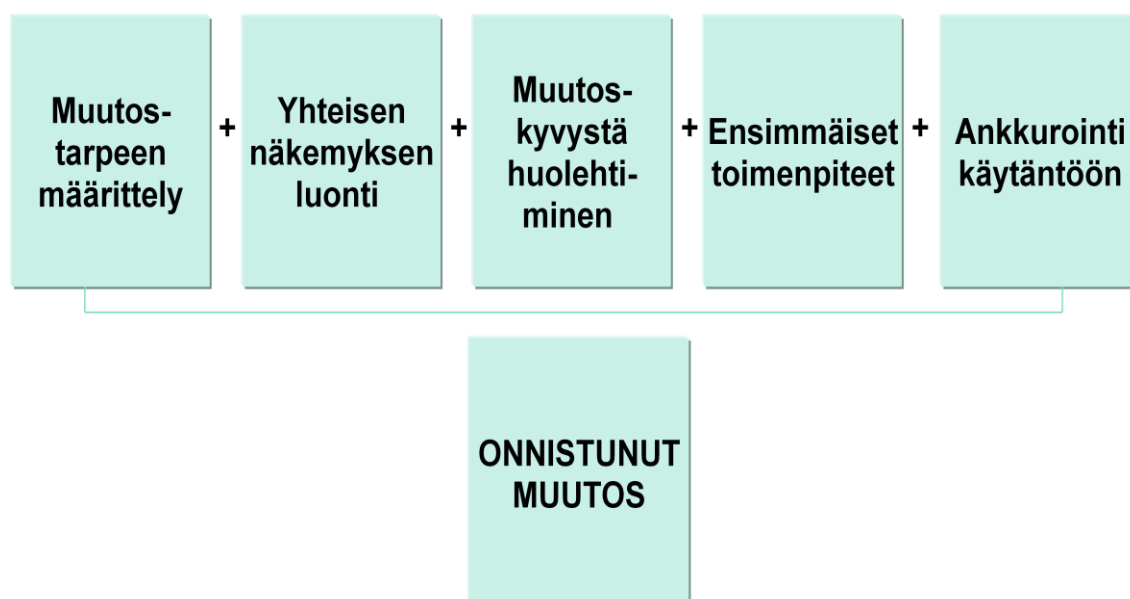 Muutos-
tarpeen
määrittely
+
Yhteisen
näkemyksen
luonti
+
Muutos-
kyvystä
huolehti-
minen
+
Ensimmäiset
toimenpiteet
+
Ankkurointi
käytäntöön
ONNISTUNUT
MUUTOS